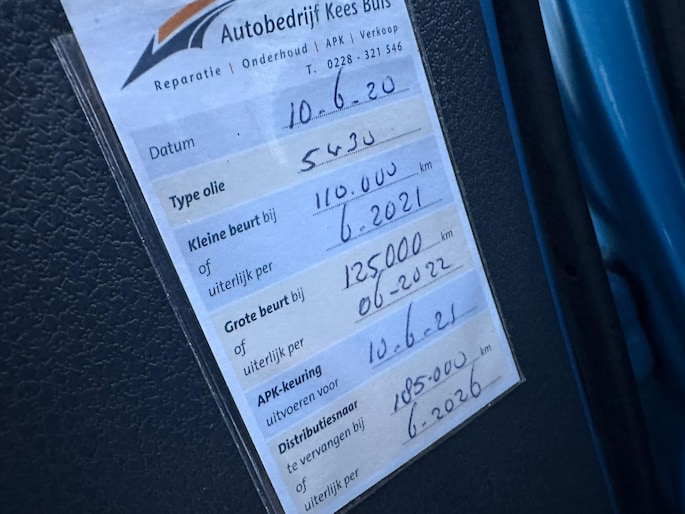 Autobedrijf Kees Buis
Reparatie | Onderhoud | APK | Verkoop
T. 0228 - 321 546
Datum 10.6.20
Type olie 5W30
Kleine beurt bij 110.000 km
of
uiterlijk per 6.2021
Grote beurt bij 125.000 km
of
uiterlijk per 06-2022
APK-keuring
uitvoeren voor 10.6.21
Distributiesnaar
te vervangen bij 185.000 km
of
uiterlijk per 6.2026